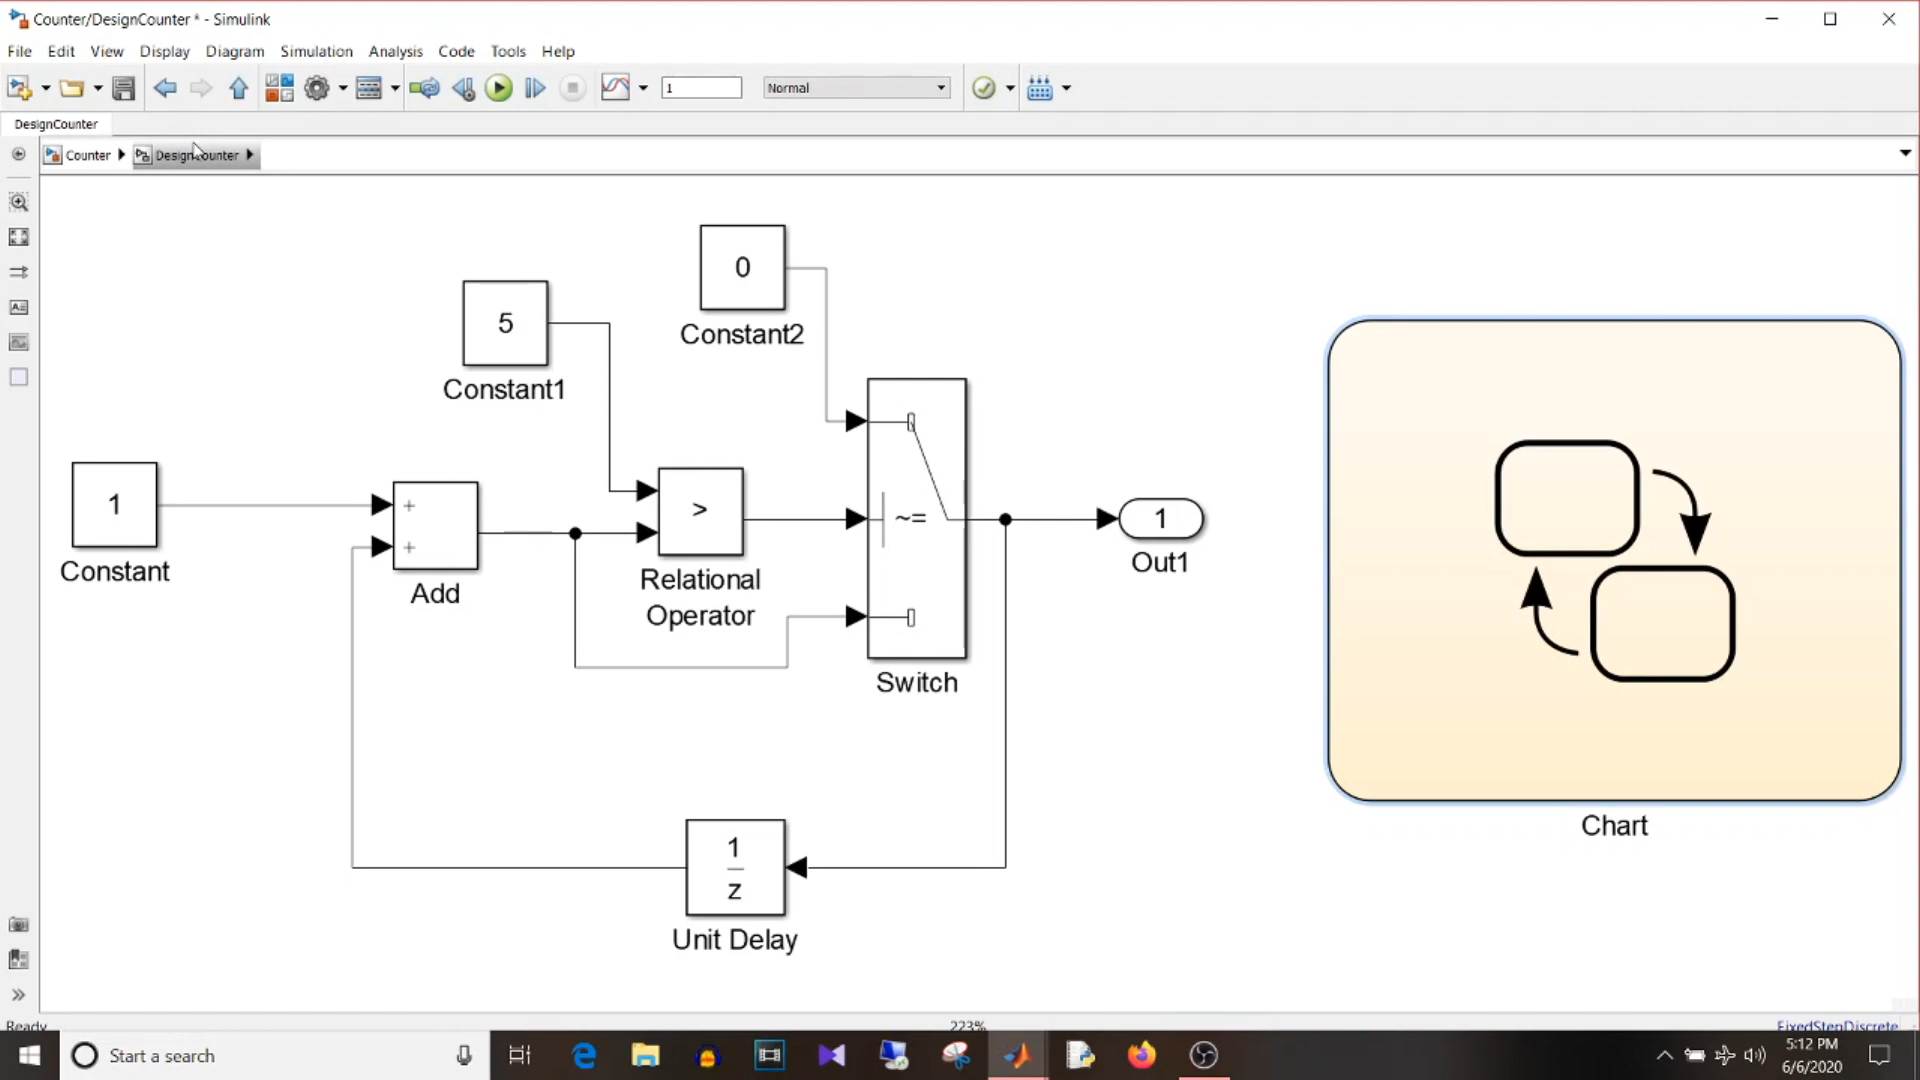 Counter/DesignCounter * - Simulink
File Edit View Display Diagram Simulation Analysis Code Tools Help
1 Normal
DesignCounter
Counter DesignCounter
0
Constant2
5
Constant1
1
Constant
+
+
Add
>
Relational
Operator
~=
Switch
1
Out1
1
z
Unit Delay
Chart
Ready 223% FixedStepDiscrete
Start a search
5:12 PM
6/6/2020